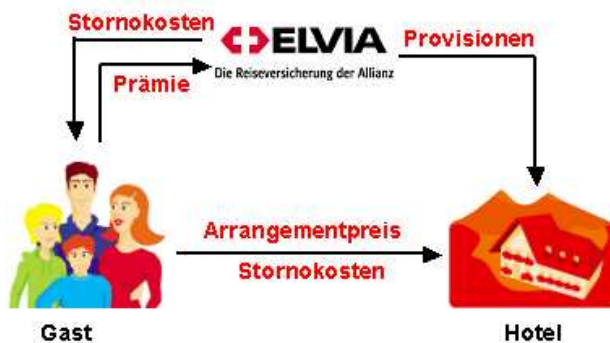 Stornokosten
ELVIA
Provisionen
Die Reiseversicherung der Allianz
Prämie
Arrangementpreis
Stornokosten
Gast
Hotel